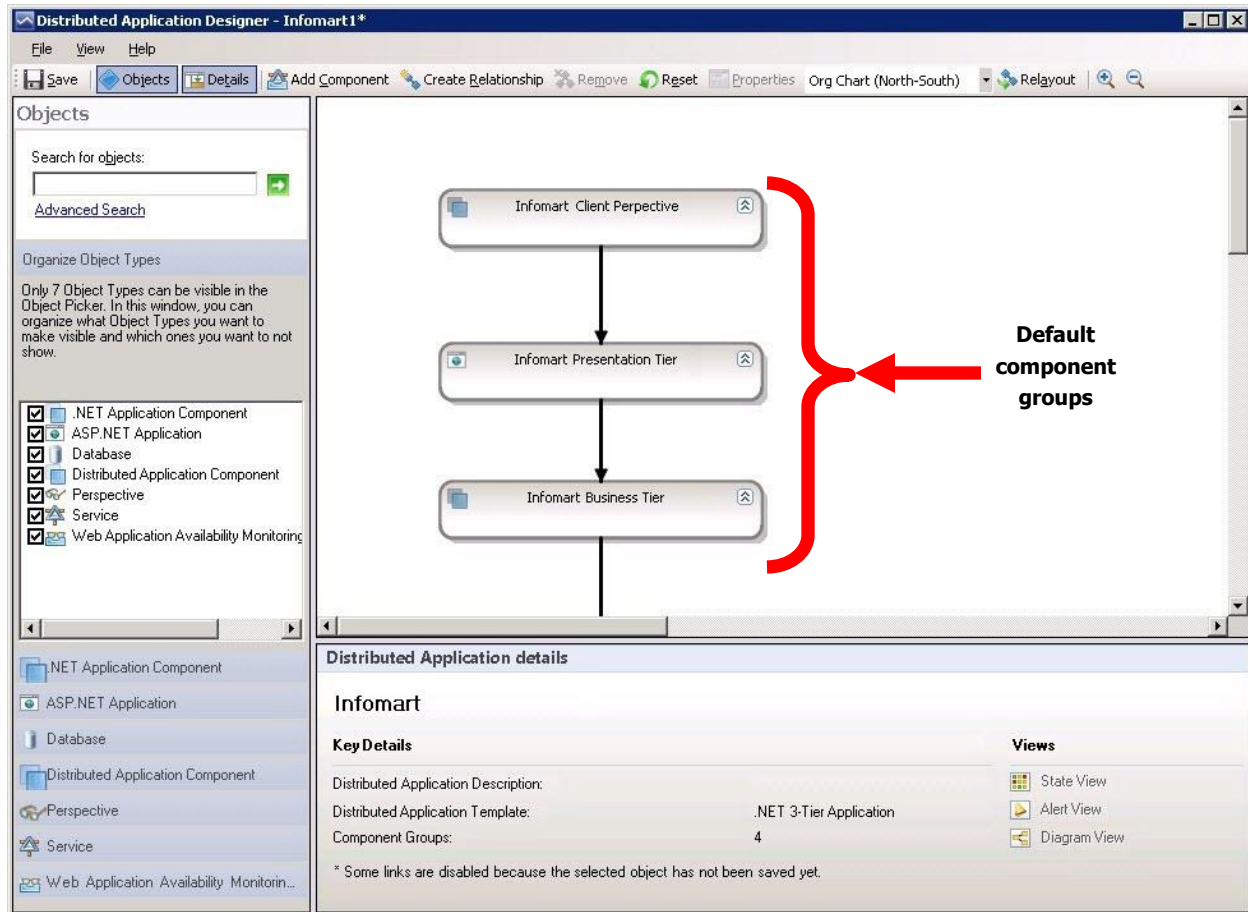 Distributed Application Designer - Infomart1*
File View Help
Save Objects Details Add Component Create Relationship Remove Reset Properties Org Chart (North-South) Relayout
Objects
Search for objects:
Advanced Search
Organize Object Types
Only 7 Object Types can be visible in the
Object Picker. In this window, you can
organize what Object Types you want to
make visible and which ones you want to not
show.
.NET Application Component
ASP.NET Application
Database
Distributed Application Component
Perspective
Service
Web Application Availability Monitoring
.NET Application Component
ASP.NET Application
Database
Distributed Application Component
Perspective
Service
Web Application Availability Monitorin...
Infomart Client Perpective
Infomart Presentation Tier
Infomart Business Tier
Default
component
groups
Distributed Application details
Infomart
Key Details
Distributed Application Description:
Distributed Application Template: .NET 3-Tier Application
Component Groups: 4
* Some links are disabled because the selected object has not been saved yet.
Views
State View
Alert View
Diagram View